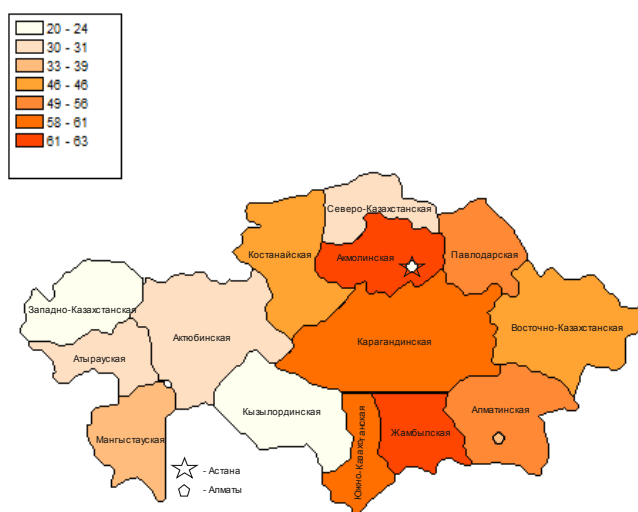 20 - 24
30 - 31
33 - 39
46 - 46
49 - 56
58 - 61
61 - 63
Северо-Казахстанская
Костанайская
Акмолинская
Павлодарская
Западно-Казахстанская
Актюбинская
Карагандинская
Восточно-Казахстанская
Атырауская
Кызылординская
Алматинская
Мангыстауская
Жамбылская
Южно-Казахстанская
- Астана
- Алматы